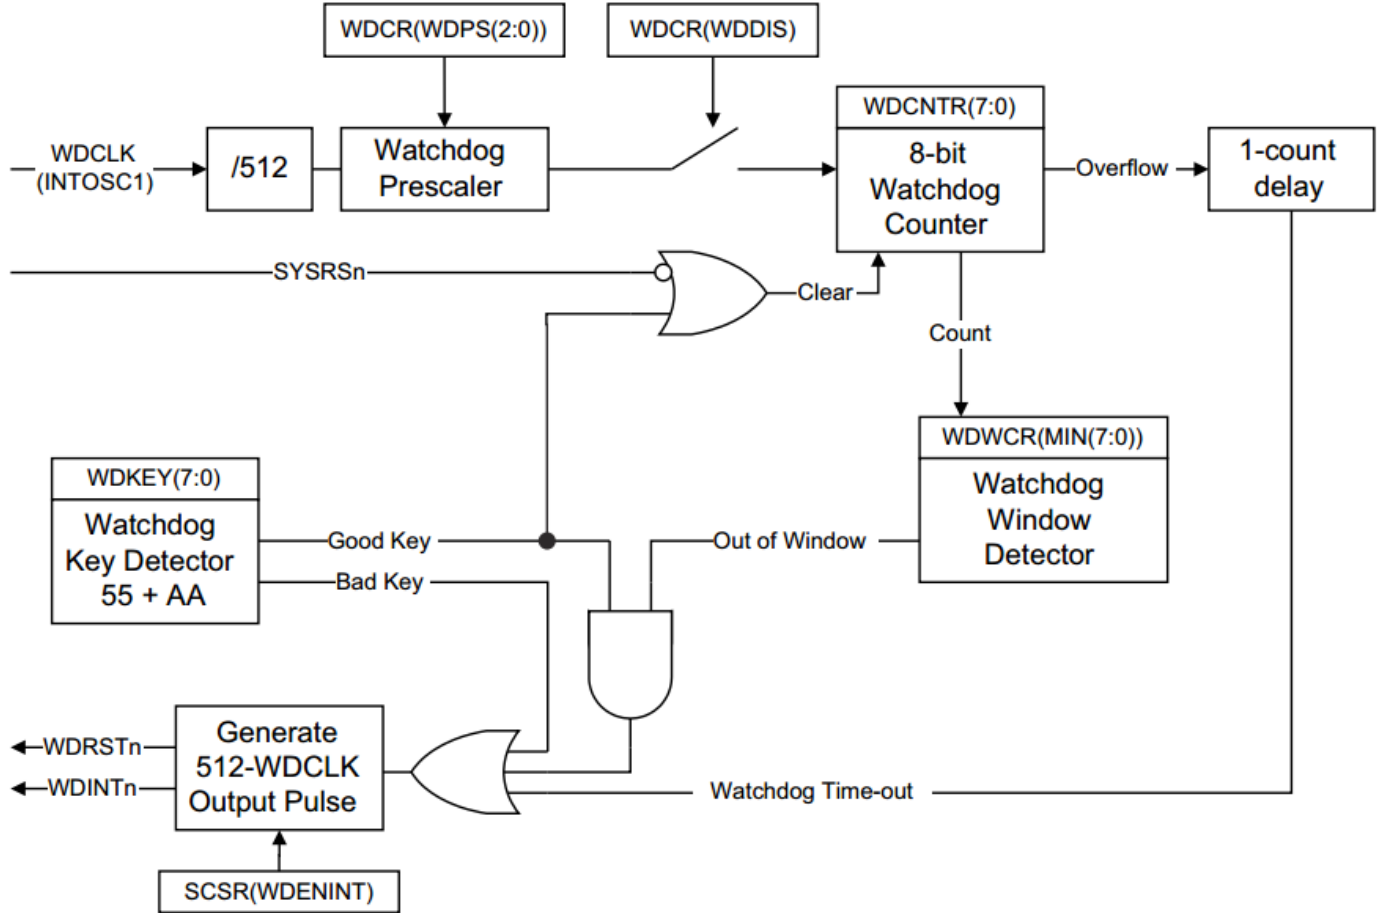 WDCR(WDPS(2:0))
WDCR(WDDIS)
WDCNTR(7:0)
WDCLK
(INTOSC1)
/512
Watchdog
Prescaler
8-bit
Watchdog
Counter
Overflow
1-count
delay
SYSRSn
Clear
Count
WDWCR(MIN(7:0))
Watchdog
Window
Detector
WDKEY(7:0)
Watchdog
Key Detector
55 + AA
Good Key
Bad Key
Out of Window
Generate
512-WDCLK
Output Pulse
WDRSTn
WDINTn
Watchdog Time-out
SCSR(WDENINT)